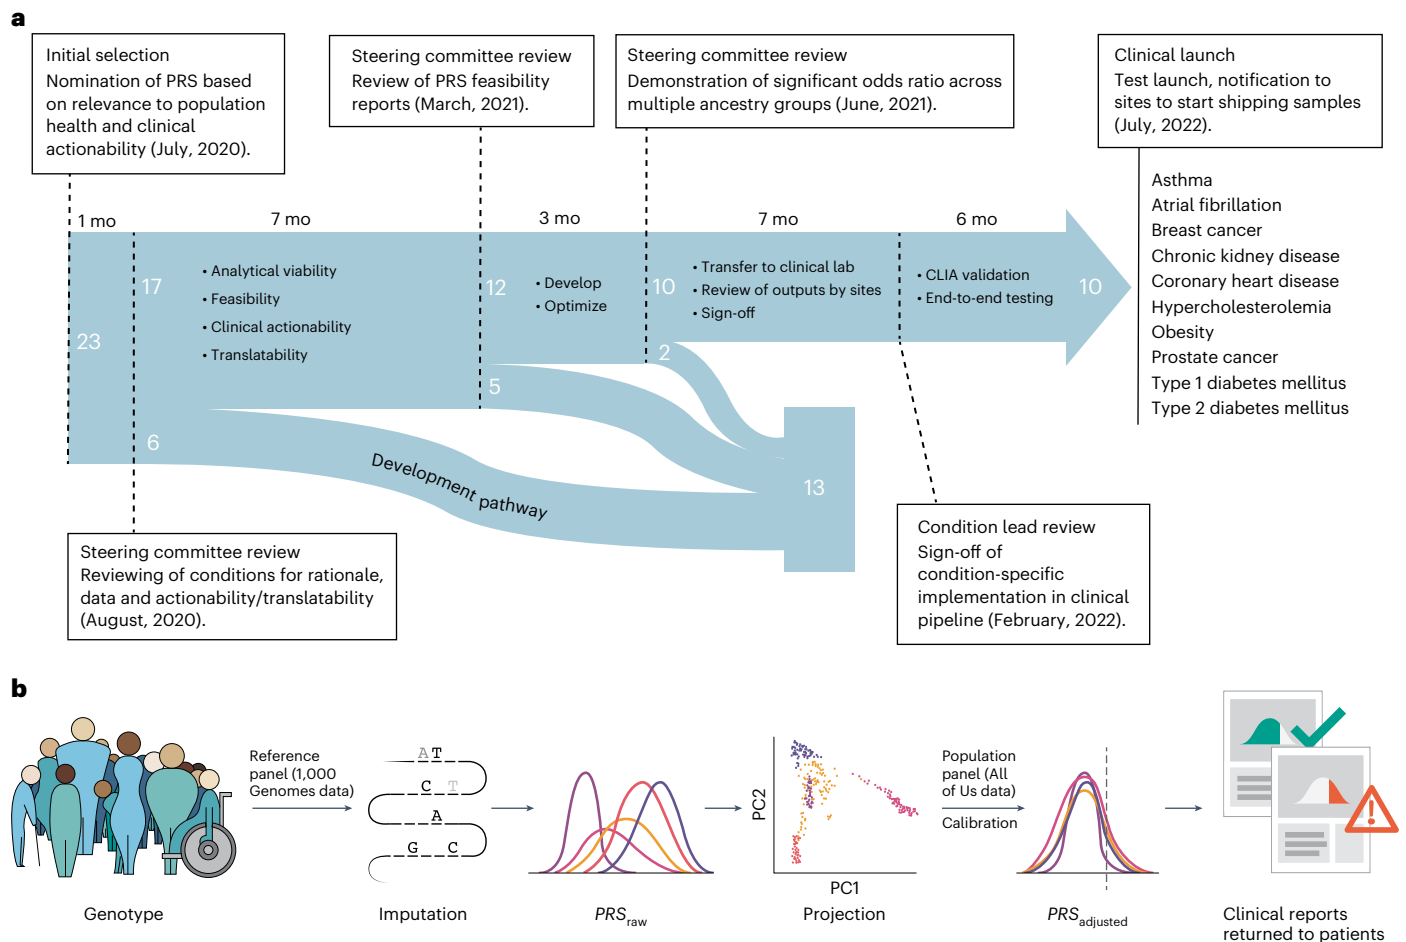 a
Initial selection
Nomination of PRS based
on relevance to population
health and clinical
actionability (July, 2020).
Steering committee review
Review of PRS feasibility
reports (March, 2021).
Steering committee review
Demonstration of significant odds ratio across
multiple ancestry groups (June, 2021).
Clinical launch
Test launch, notification to
sites to start shipping samples
(July, 2022).
1 mo
7 mo
3 mo
7 mo
6 mo
23
17
• Analytical viability
• Feasibility
• Clinical actionability
• Translatability
12
• Develop
• Optimize
10
• Transfer to clinical lab
• Review of outputs by sites
• Sign-off
• CLIA validation
• End-to-end testing
10
2
5
6
Development pathway
13
Asthma
Atrial fibrillation
Breast cancer
Chronic kidney disease
Coronary heart disease
Hypercholesterolemia
Obesity
Prostate cancer
Type 1 diabetes mellitus
Type 2 diabetes mellitus
Steering committee review
Reviewing of conditions for rationale,
data and actionability/translatability
(August, 2020).
Condition lead review
Sign-off of
condition-specific
implementation in clinical
pipeline (February, 2022).
b
Reference
panel (1,000
Genomes data)
A T
C T
A
G C
PC2
PC1
Population
panel (All
of Us data)
Calibration
Genotype
Imputation
PRSraw
Projection
PRSadjusted
Clinical reports
returned to patients